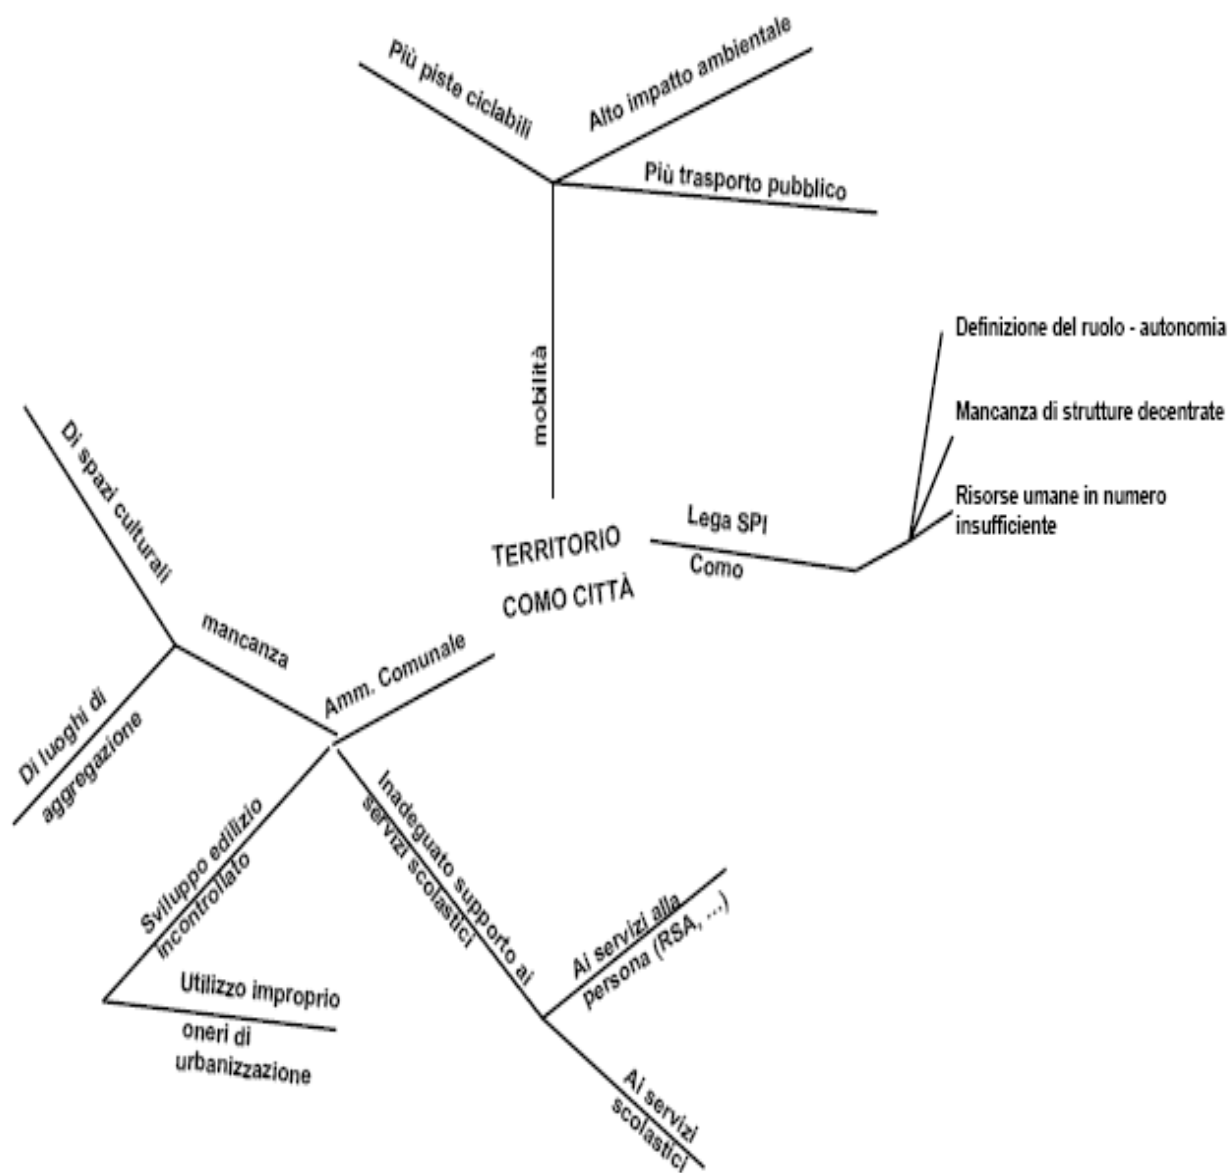 Più piste ciclabili
Alto impatto ambientale
Più trasporto pubblico
mobilità
Definizione del ruolo - autonomia
Mancanza di strutture decentrate
Risorse umane in numero
insufficiente
Lega SPI
Como
TERRITORIO
COMO CITTÀ
Di spazi culturali
mancanza
Amm. Comunale
Di luoghi di
aggregazione
Sviluppo edilizio
incontrollato
Inadeguato supporto ai
servizi scolastici
Utilizzo improprio
oneri di
urbanizzazione
Ai servizi alla
persona (RSA, ...)
Ai servizi
scolastici